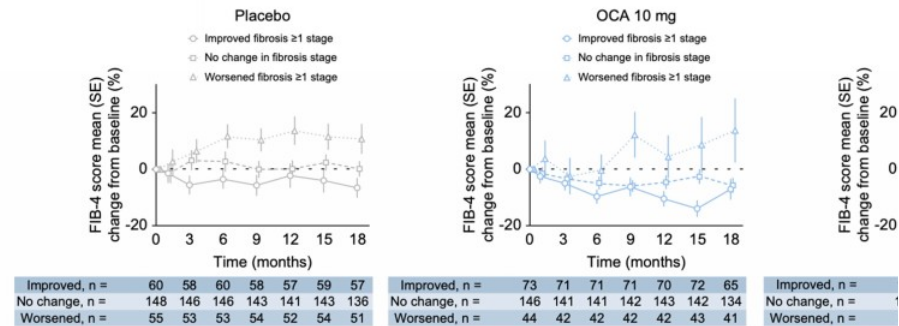 Placebo
Improved fibrosis ≥1 stage
No change in fibrosis stage
Worsened fibrosis ≥1 stage
FIB-4 score mean (SE)
change from baseline (%)
20
0
-20
0 3 6 9 12 15 18
Time (months)
Improved, n = 60 58 60 58 57 59 57
No change, n = 148 146 146 143 141 143 136
Worsened, n = 55 53 53 54 52 54 51
OCA 10 mg
Improved fibrosis ≥1 stage
No change in fibrosis stage
Worsened fibrosis ≥1 stage
FIB-4 score mean (SE)
change from baseline (%)
20
0
-20
0 3 6 9 12 15 18
Time (months)
Improved, n = 73 71 71 71 70 72 65
No change, n = 146 141 141 142 143 142 134
Worsened, n = 44 42 42 42 42 43 41
FIB-4 score mean (SE)
change from baseline (%)
20
0
-20
Improved, n =
No change, n =
Worsened, n =